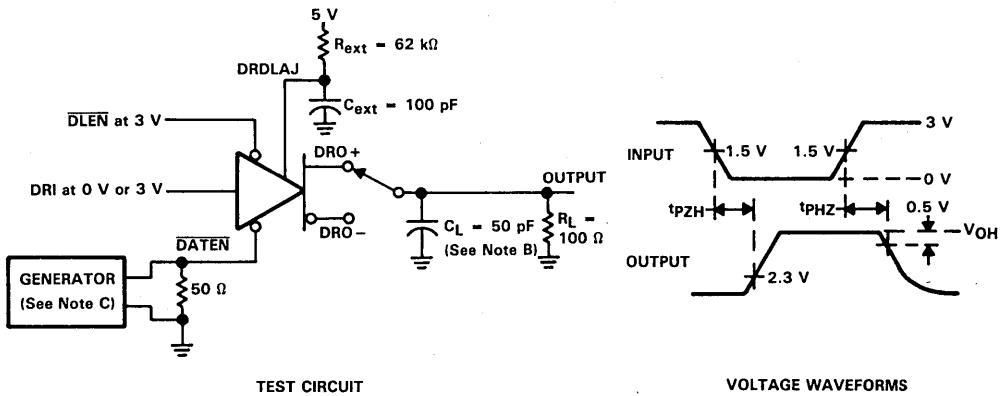 5 V
Rext = 62 kΩ
DRDLAJ
Cext = 100 pF
DLEN at 3 V
DRI at 0 V or 3 V
DRO+
DRO−
OUTPUT
CL = 50 pF
(See Note B)
RL =
100 Ω
DATEN
GENERATOR
(See Note C)
50 Ω
TEST CIRCUIT
3 V
INPUT
1.5 V
1.5 V
0 V
tPZH
tPHZ
0.5 V
VOH
OUTPUT
2.3 V
VOLTAGE WAVEFORMS